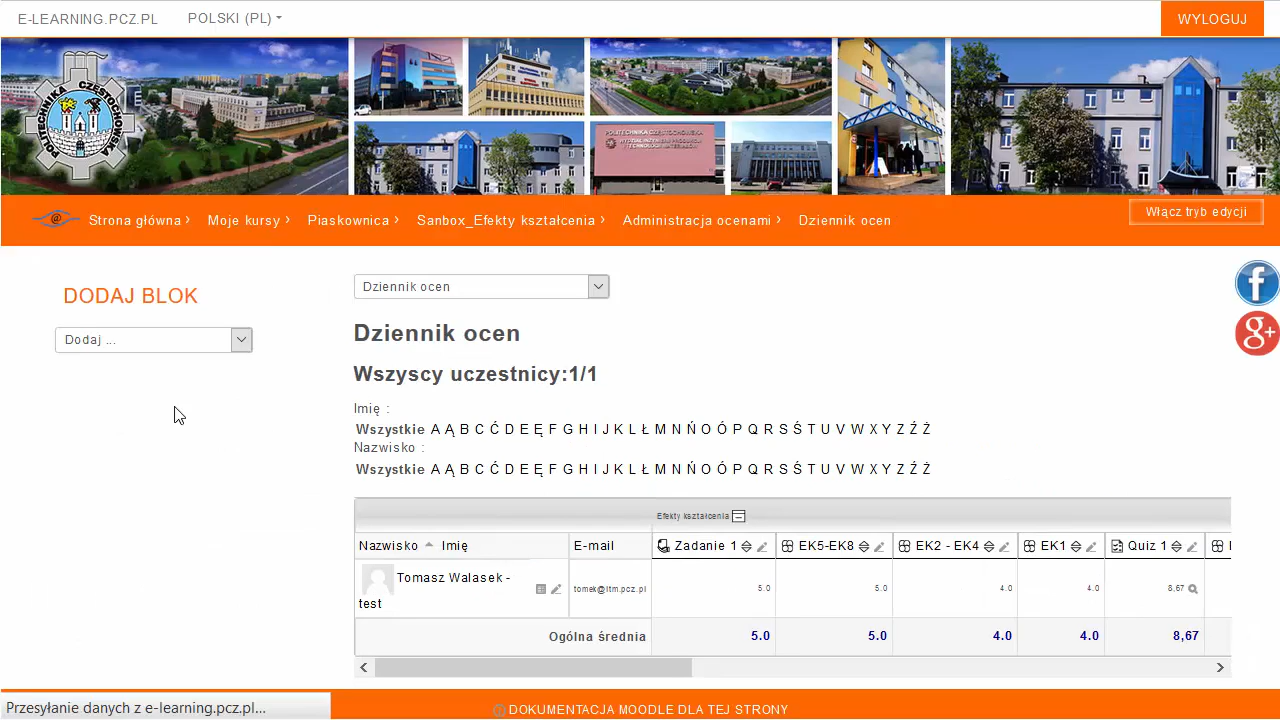 E-LEARNING.PCZ.PL POLSKI (PL) WYLOGUJ
POLITECHNIKA CZĘSTOCHOWSKA
POLITECHNIKA CZĘSTOCHOWSKA
Strona główna › Moje kursy › Piaskownica › Sanbox_Efekty kształcenia › Administracja ocenami › Dziennik ocen Włącz tryb edycji
DODAJ BLOK
Dodaj ...
Dziennik ocen
Dziennik ocen
Wszyscy uczestnicy:1/1
Imię :
Wszystkie A Ą B C Ć D E Ę F G H I J K L Ł M N Ń O Ó P Q R S Ś T U V W X Y Z Ź Ż
Nazwisko :
Wszystkie A Ą B C Ć D E Ę F G H I J K L Ł M N Ń O Ó P Q R S Ś T U V W X Y Z Ź Ż
Efekty kształcenia
Nazwisko Imię E-mail Zadanie 1 EK5-EK8 EK2 - EK4 EK1 Quiz 1
Tomasz Walasek - test tomek@itm.pcz.pl 5.0 5.0 4.0 4.0 8,67
Ogólna średnia 5.0 5.0 4.0 4.0 8,67
Przesyłanie danych z e-learning.pcz.pl...
DOKUMENTACJA MOODLE DLA TEJ STRONY